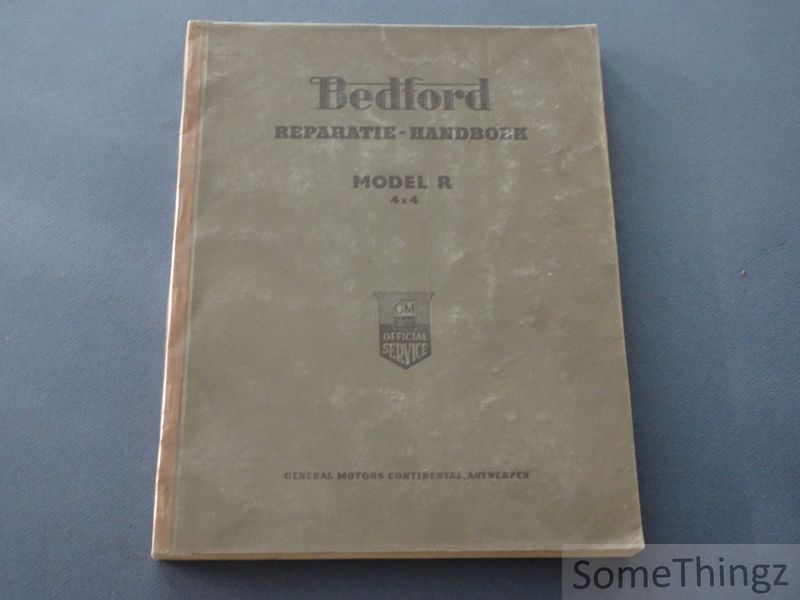 Bedford
REPARATIE-HANDBOEK
MODEL R
4x4
GM
OFFICIAL
SERVICE
GENERAL MOTORS CONTINENTAL, ANTWERPEN
SomeThingz